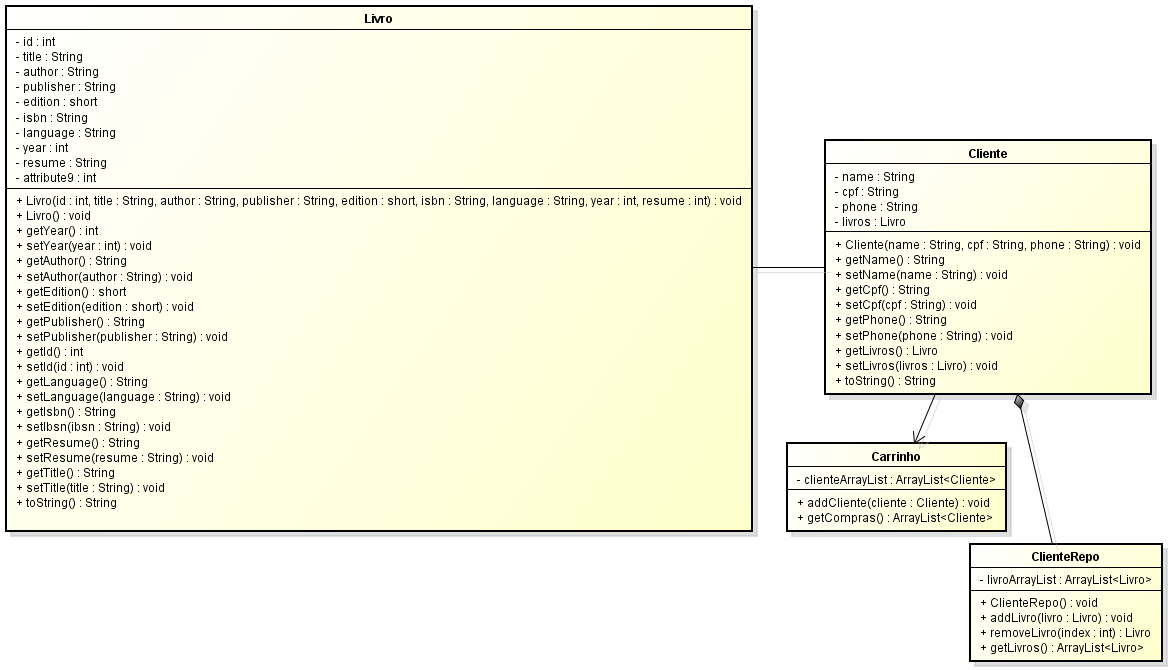 Livro
- id : int
- title : String
- author : String
- publisher : String
- edition : short
- isbn : String
- language : String
- year : int
- resume : String
- attribute9 : int
+ Livro(id : int, title : String, author : String, publisher : String, edition : short, isbn : String, language : String, year : int, resume : int) : void
+ Livro() : void
+ getYear() : int
+ setYear(year : int) : void
+ getAuthor() : String
+ setAuthor(author : String) : void
+ getEdition() : short
+ setEdition(edition : short) : void
+ getPublisher() : String
+ setPublisher(publisher : String) : void
+ getId() : int
+ setId(id : int) : void
+ getLanguage() : String
+ setLanguage(language : String) : void
+ getIsbn() : String
+ setIbsn(ibsn : String) : void
+ getResume() : String
+ setResume(resume : String) : void
+ getTitle() : String
+ setTitle(title : String) : void
+ toString() : String
Cliente
- name : String
- cpf : String
- phone : String
- livros : Livro
+ Cliente(name : String, cpf : String, phone : String) : void
+ getName() : String
+ setName(name : String) : void
+ getCpf() : String
+ setCpf(cpf : String) : void
+ getPhone() : String
+ setPhone(phone : String) : void
+ getLivros() : Livro
+ setLivros(livros : Livro) : void
+ toString() : String
Carrinho
- clienteArrayList : ArrayList<Cliente>
+ addCliente(cliente : Cliente) : void
+ getCompras() : ArrayList<Cliente>
ClienteRepo
- livroArrayList : ArrayList<Livro>
+ ClienteRepo() : void
+ addLivro(livro : Livro) : void
+ removeLivro(index : int) : Livro
+ getLivros() : ArrayList<Livro>